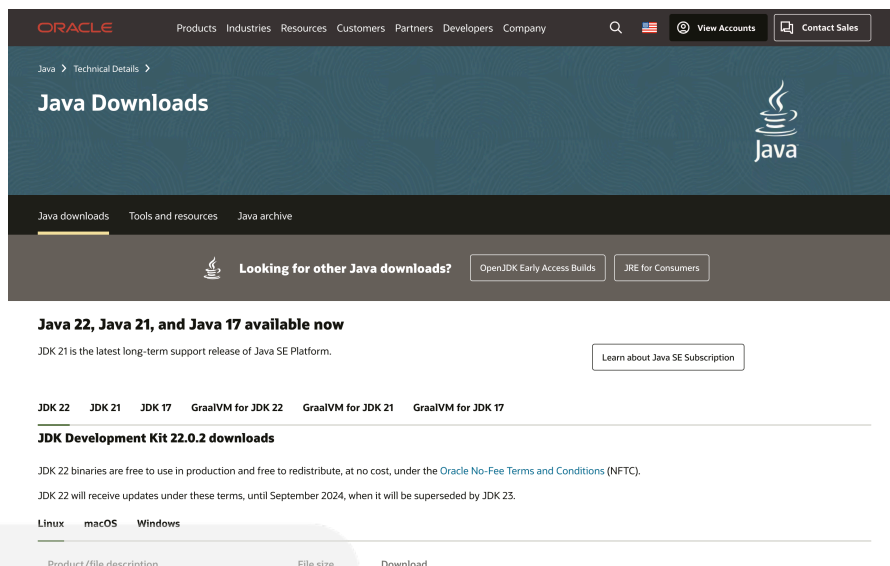 ORACLE Products Industries Resources Customers Partners Developers Company View Accounts Contact Sales
Java > Technical Details >
Java Downloads
Java
Java downloads Tools and resources Java archive
Looking for other Java downloads? OpenJDK Early Access Builds JRE for Consumers
Java 22, Java 21, and Java 17 available now
JDK 21 is the latest long-term support release of Java SE Platform.
Learn about Java SE Subscription
JDK 22 JDK 21 JDK 17 GraalVM for JDK 22 GraalVM for JDK 21 GraalVM for JDK 17
JDK Development Kit 22.0.2 downloads
JDK 22 binaries are free to use in production and free to redistribute, at no cost, under the Oracle No-Fee Terms and Conditions (NFTC).
JDK 22 will receive updates under these terms, until September 2024, when it will be superseded by JDK 23.
Linux macOS Windows
Product/file description File size Download